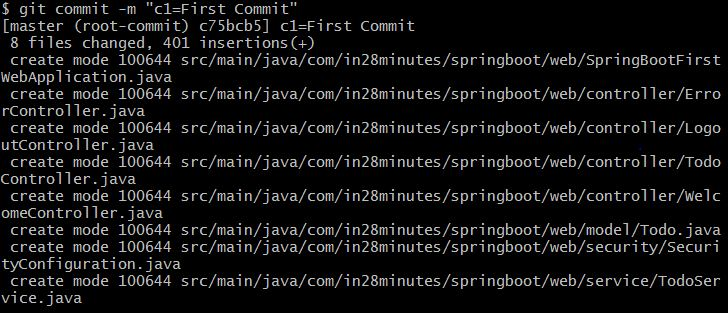 $ git commit -m "c1=First Commit"
[master (root-commit) c75bcb5] c1=First Commit
 8 files changed, 401 insertions(+)
 create mode 100644 src/main/java/com/in28minutes/springboot/web/SpringBootFirst
WebApplication.java
 create mode 100644 src/main/java/com/in28minutes/springboot/web/controller/Erro
rController.java
 create mode 100644 src/main/java/com/in28minutes/springboot/web/controller/Logo
utController.java
 create mode 100644 src/main/java/com/in28minutes/springboot/web/controller/Todo
Controller.java
 create mode 100644 src/main/java/com/in28minutes/springboot/web/controller/Welc
omeController.java
 create mode 100644 src/main/java/com/in28minutes/springboot/web/model/Todo.java
 create mode 100644 src/main/java/com/in28minutes/springboot/web/security/Securi
tyConfiguration.java
 create mode 100644 src/main/java/com/in28minutes/springboot/web/service/TodoSer
vice.java